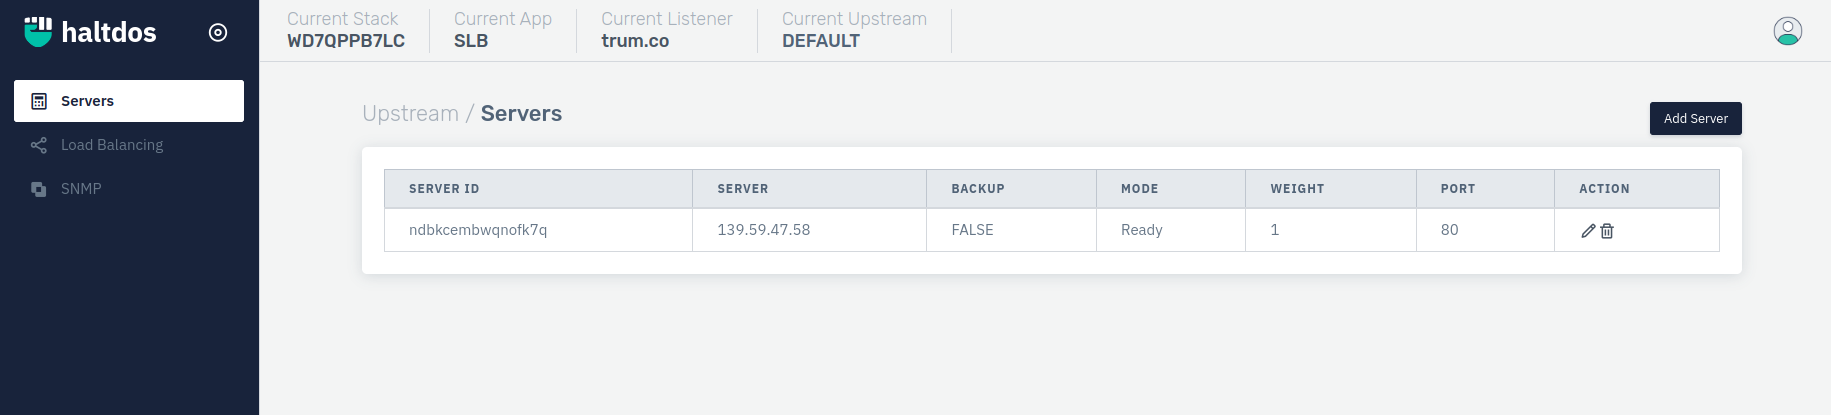 haltdos
Current Stack Current App Current Listener Current Upstream
WD7QPPB7LC SLB trum.co DEFAULT
Servers
Load Balancing
SNMP
Upstream / Servers
Add Server
SERVER ID SERVER BACKUP MODE WEIGHT PORT ACTION
ndbkcembwqnofk7q 139.59.47.58 FALSE Ready 1 80